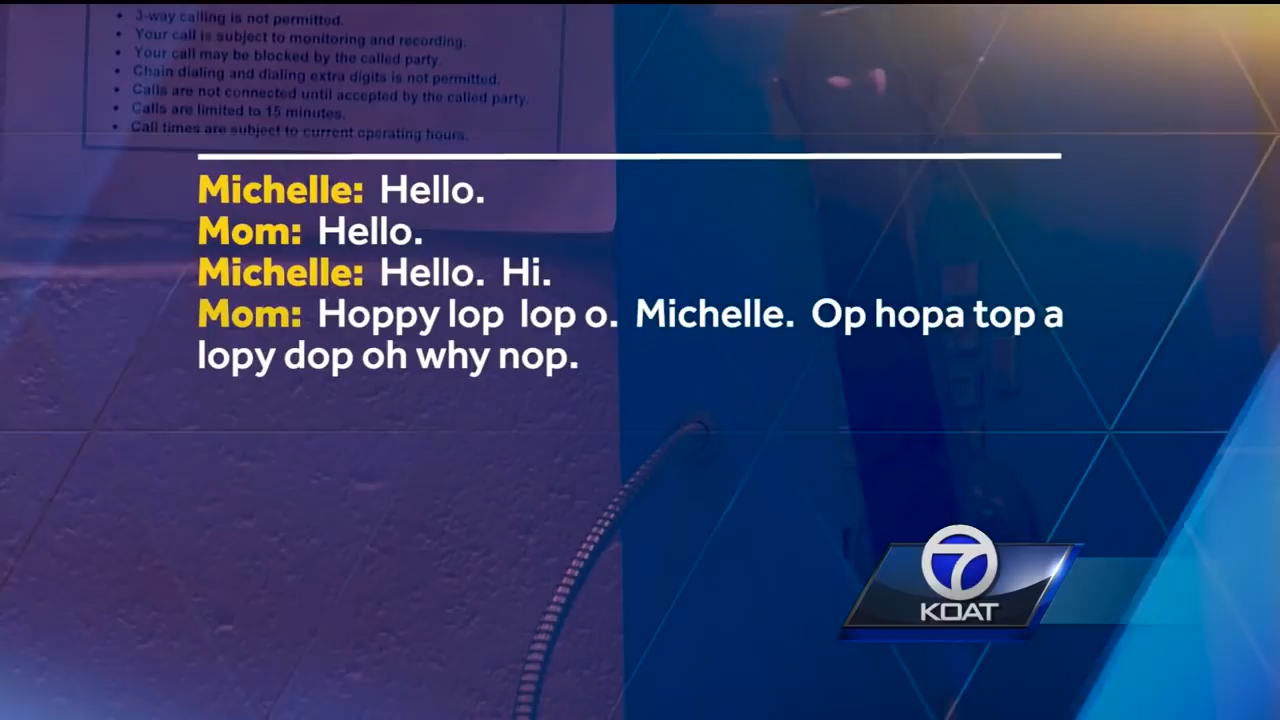 • 3-way calling is not permitted.
• Your call is subject to monitoring and recording.
• Your call may be blocked by the called party.
• Chain dialing and dialing extra digits is not permitted.
• Calls are not connected until accepted by the called party.
• Calls are limited to 15 minutes.
• Call times are subject to current operating hours.
Michelle: Hello.
Mom: Hello.
Michelle: Hello. Hi.
Mom: Hoppy lop lop o. Michelle. Op hopa top a
lopy dop oh why nop.
7
KOAT